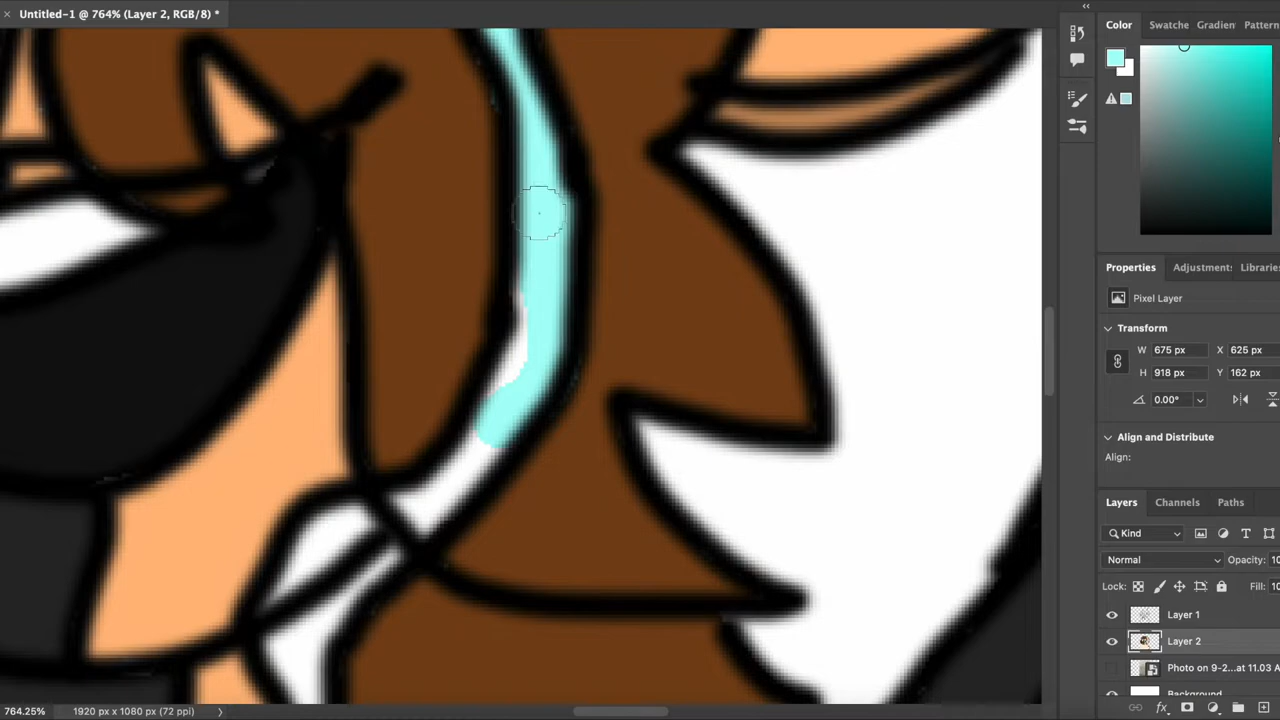 Untitled-1 @ 764% (Layer 2, RGB/8) *
Color Swatche Gradien Pattern
Properties Adjustment: Librarie:
Pixel Layer
Transform
W 675 px X 625 px
H 918 px Y 162 px
0.00°
Align and Distribute
Align:
Layers Channels Paths
Kind
Normal Opacity: 10
Lock: Fill: 10
Layer 1
Layer 2
Photo on 9-2...at 11.03 A
Background
764.25% 1920 px x 1080 px (72 ppi)